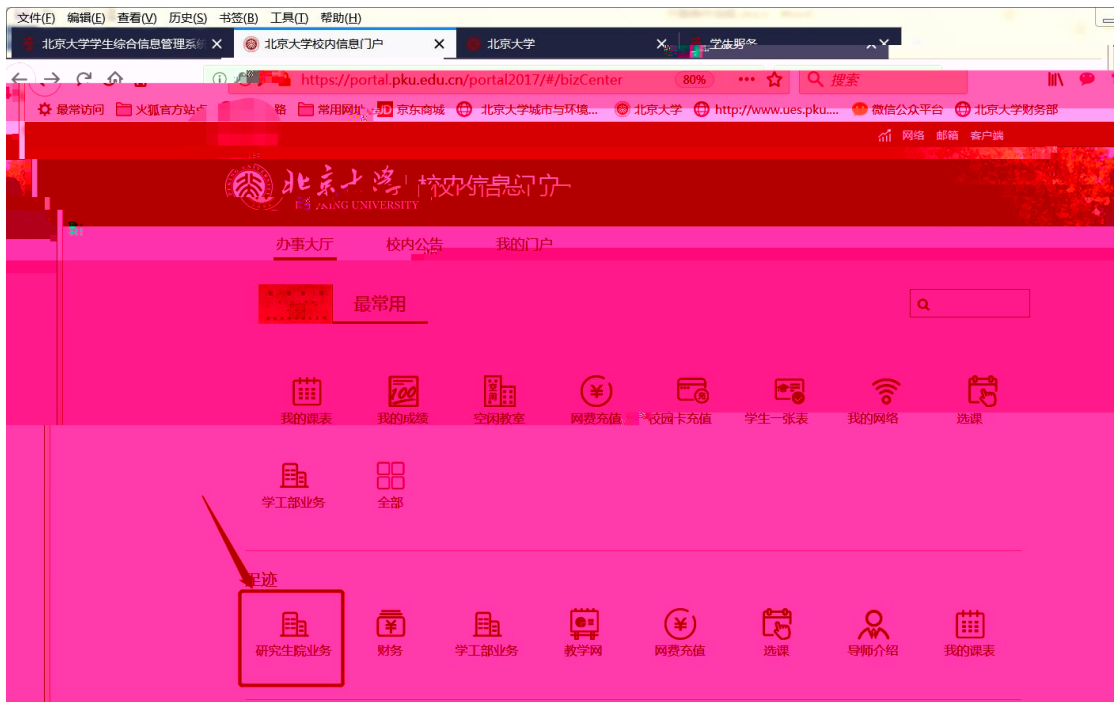 文件(F) 编辑(E) 查看(V) 历史(S) 书签(B) 工具(T) 帮助(H)
北京大学学生综合信息管理系统 北京大学校内信息门户 北京大学
https://portal.pku.edu.cn/portal2017/#/bizCenter 80% 搜索
最常访问 火狐官方站点 常用网址 JD 京东商城 北京大学城市与环境... 北京大学 http://www.ues.pku.... 微信公众平台 北京大学财务部
网络 邮箱 客户端
北京大学 校内信息门户
UNIVERSITY
办事大厅 校内公告 我的门户
最常用
我的课表 我的成绩 空闲教室 网费充值 校园卡充值 学生一张表 我的网络 选课
学工部业务 全部
足迹
研究生院业务 财务 学工部业务 教学网 网费充值 选课 导师介绍 我的课表